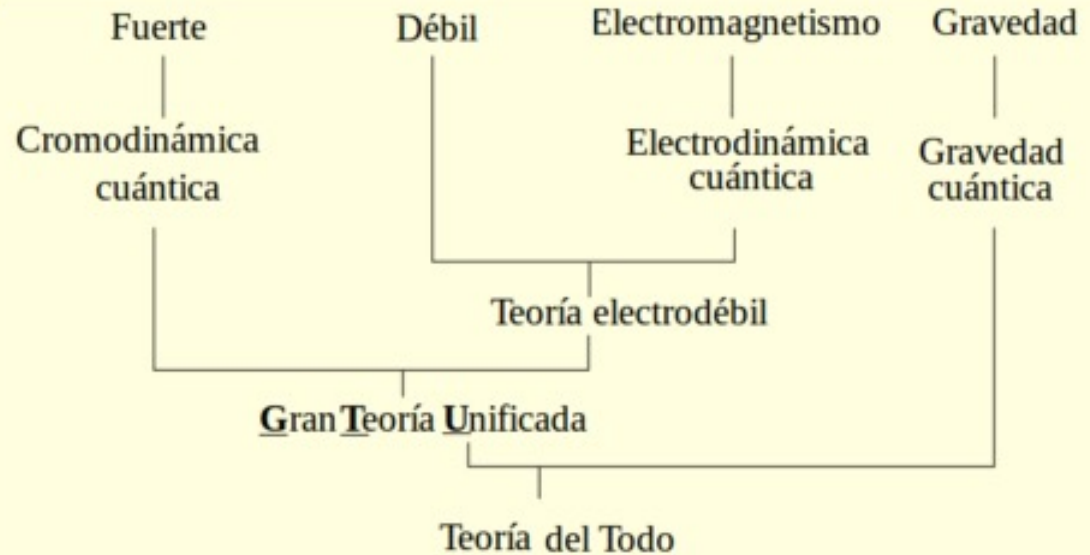 Fuerte
Débil
Electromagnetismo
Gravedad
Cromodinámica
cuántica
Electrodinámica
cuántica
Gravedad
cuántica
Teoría electrodébil
Gran Teoría Unificada
Teoría del Todo